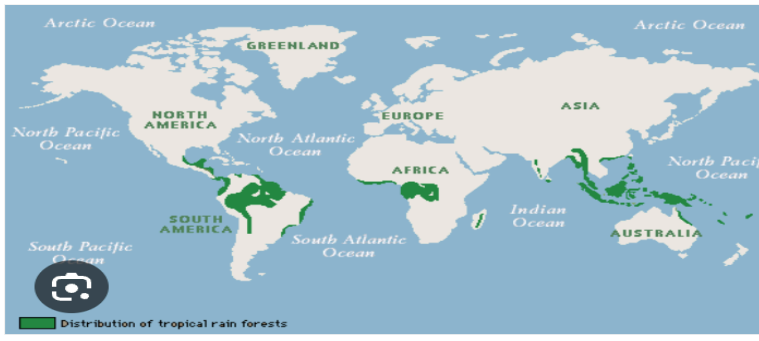 Arctic Ocean
Arctic Ocean
GREENLAND
NORTH
AMERICA
EUROPE
ASIA
North Pacific
Ocean
North Atlantic
Ocean
North Pacif
Ocean
AFRICA
SOUTH
AMERICA
Indian
Ocean
AUSTRALIA
South Pacific
Ocean
South Atlantic
Ocean
Distribution of tropical rain forests